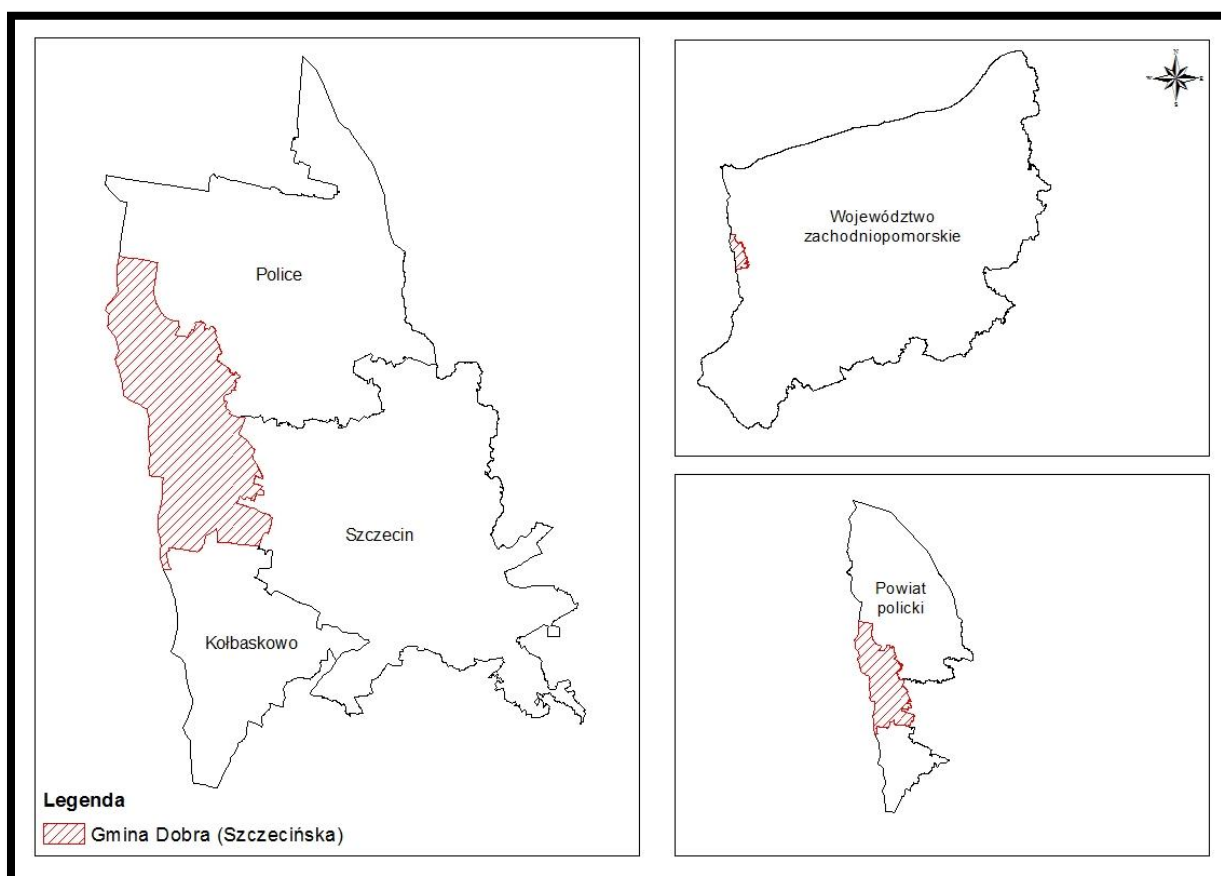 Police
Szczecin
Kołbaskowo
Legenda
Gmina Dobra (Szczecińska)
Województwo
zachodniopomorskie
Powiat
policki